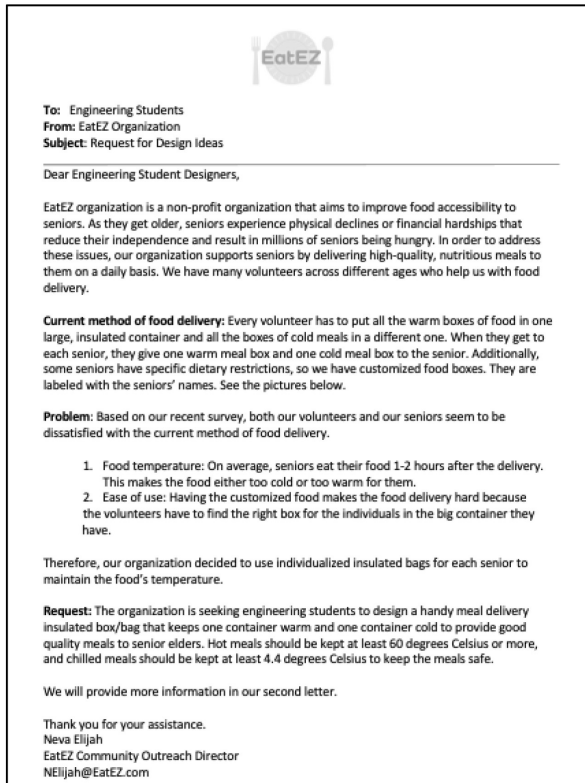 EatEZ
To: Engineering Students
From: EatEZ Organization
Subject: Request for Design Ideas
Dear Engineering Student Designers,
EatEZ organization is a non-profit organization that aims to improve food accessibility to
seniors. As they get older, seniors experience physical declines or financial hardships that
reduce their independence and result in millions of seniors being hungry. In order to address
these issues, our organization supports seniors by delivering high-quality, nutritious meals to
them on a daily basis. We have many volunteers across different ages who help us with food
delivery.
Current method of food delivery: Every volunteer has to put all the warm boxes of food in one
large, insulated container and all the boxes of cold meals in a different one. When they get to
each senior, they give one warm meal box and one cold meal box to the senior. Additionally,
some seniors have specific dietary restrictions, so we have customized food boxes. They are
labeled with the seniors' names. See the pictures below.
Problem: Based on our recent survey, both our volunteers and our seniors seem to be
dissatisfied with the current method of food delivery.
1. Food temperature: On average, seniors eat their food 1-2 hours after the delivery.
This makes the food either too cold or too warm for them.
2. Ease of use: Having the customized food makes the food delivery hard because
the volunteers have to find the right box for the individuals in the big container they
have.
Therefore, our organization decided to use individualized insulated bags for each senior to
maintain the food's temperature.
Request: The organization is seeking engineering students to design a handy meal delivery
insulated box/bag that keeps one container warm and one container cold to provide good
quality meals to senior elders. Hot meals should be kept at least 60 degrees Celsius or more,
and chilled meals should be kept at least 4.4 degrees Celsius to keep the meals safe.
We will provide more information in our second letter.
Thank you for your assistance.
Neva Elijah
EatEZ Community Outreach Director
NElijah@EatEZ.com